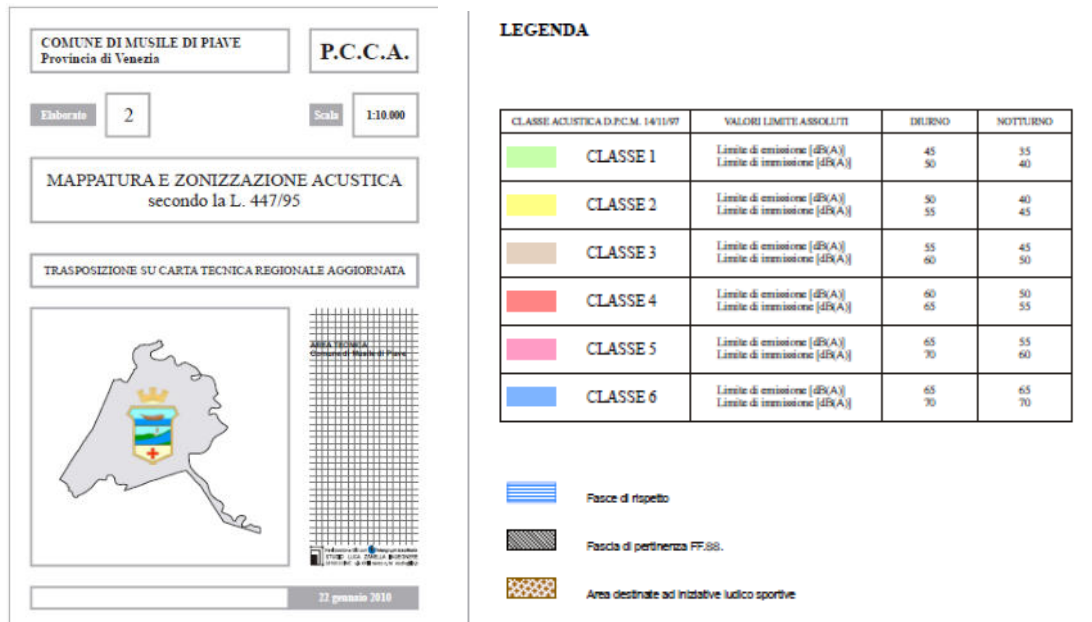 COMUNE DI MUSILE DI PIAVE
Provincia di Venezia
P.C.C.A.
Elaborato
2
Scala
1:10.000
MAPPATURA E ZONIZZAZIONE ACUSTICA
secondo la L. 447/95
TRASPOSIZIONE SU CARTA TECNICA REGIONALE AGGIORNATA
AREA TECNICA
Comune di Musile di Piave
STUDIO LUCA ZANELLA INGEGNERE
22 gennaio 2010
LEGENDA
CLASSE ACUSTICA D.P.C.M. 14/11/97 VALORI LIMITE ASSOLUTI DIURNO NOTTURNO
CLASSE 1
Limite di emissione [dB(A)] 45 35
Limite di immissione [dB(A)] 50 40
CLASSE 2
Limite di emissione [dB(A)] 50 40
Limite di immissione [dB(A)] 55 45
CLASSE 3
Limite di emissione [dB(A)] 55 45
Limite di immissione [dB(A)] 60 50
CLASSE 4
Limite di emissione [dB(A)] 60 50
Limite di immissione [dB(A)] 65 55
CLASSE 5
Limite di emissione [dB(A)] 65 55
Limite di immissione [dB(A)] 70 60
CLASSE 6
Limite di emissione [dB(A)] 65 65
Limite di immissione [dB(A)] 70 70
Fasce di rispetto
Fascia di pertinenza FF.SS.
Area destinate ad iniziative ludico sportive